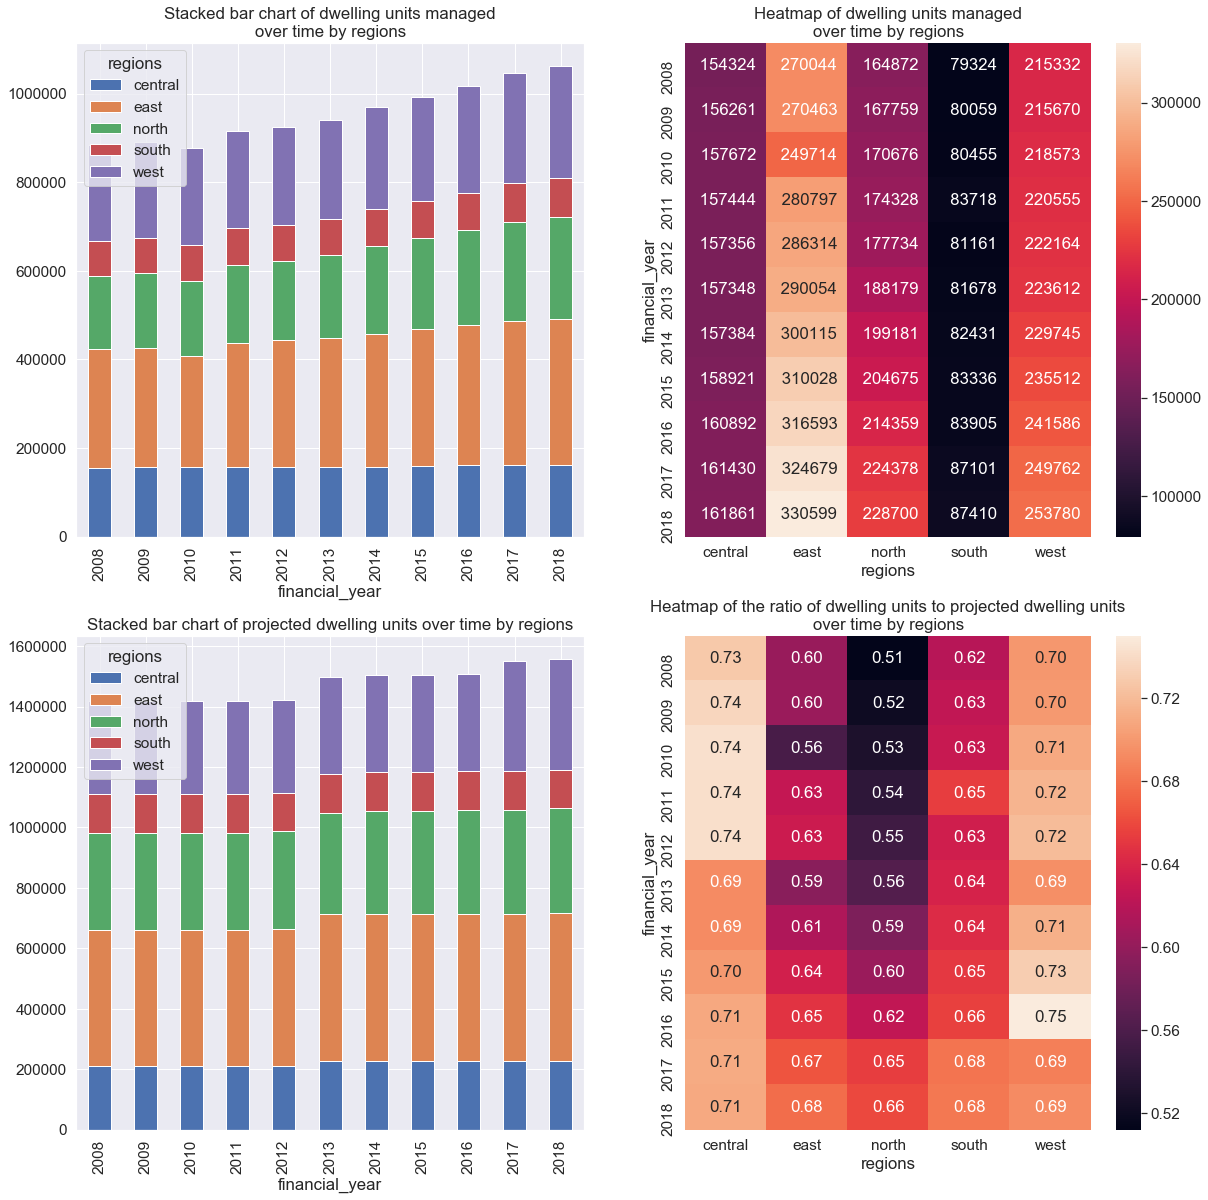 Stacked bar chart of dwelling units managed
over time by regions
regions
central
east
north
south
west
1000000
800000
600000
400000
200000
0
2008 2009 2010 2011 2012 2013 2014 2015 2016 2017 2018
financial_year
Heatmap of dwelling units managed
over time by regions
financial_year
2008 154324 270044 164872 79324 215332
2009 156261 270463 167759 80059 215670
2010 157672 249714 170676 80455 218573
2011 157444 280797 174328 83718 220555
2012 157356 286314 177734 81161 222164
2013 157348 290054 188179 81678 223612
2014 157384 300115 199181 82431 229745
2015 158921 310028 204675 83336 235512
2016 160892 316593 214359 83905 241586
2017 161430 324679 224378 87101 249762
2018 161861 330599 228700 87410 253780
central east north south west
regions
300000
250000
200000
150000
100000
Stacked bar chart of projected dwelling units over time by regions
regions
central
east
north
south
west
1600000
1400000
1200000
1000000
800000
600000
400000
200000
0
2008 2009 2010 2011 2012 2013 2014 2015 2016 2017 2018
financial_year
Heatmap of the ratio of dwelling units to projected dwelling units
over time by regions
financial_year
2008 0.73 0.60 0.51 0.62 0.70
2009 0.74 0.60 0.52 0.63 0.70
2010 0.74 0.56 0.53 0.63 0.71
2011 0.74 0.63 0.54 0.65 0.72
2012 0.74 0.63 0.55 0.63 0.72
2013 0.69 0.59 0.56 0.64 0.69
2014 0.69 0.61 0.59 0.64 0.71
2015 0.70 0.64 0.60 0.65 0.73
2016 0.71 0.65 0.62 0.66 0.75
2017 0.71 0.67 0.65 0.68 0.69
2018 0.71 0.68 0.66 0.68 0.69
central east north south west
regions
0.72
0.68
0.64
0.60
0.56
0.52